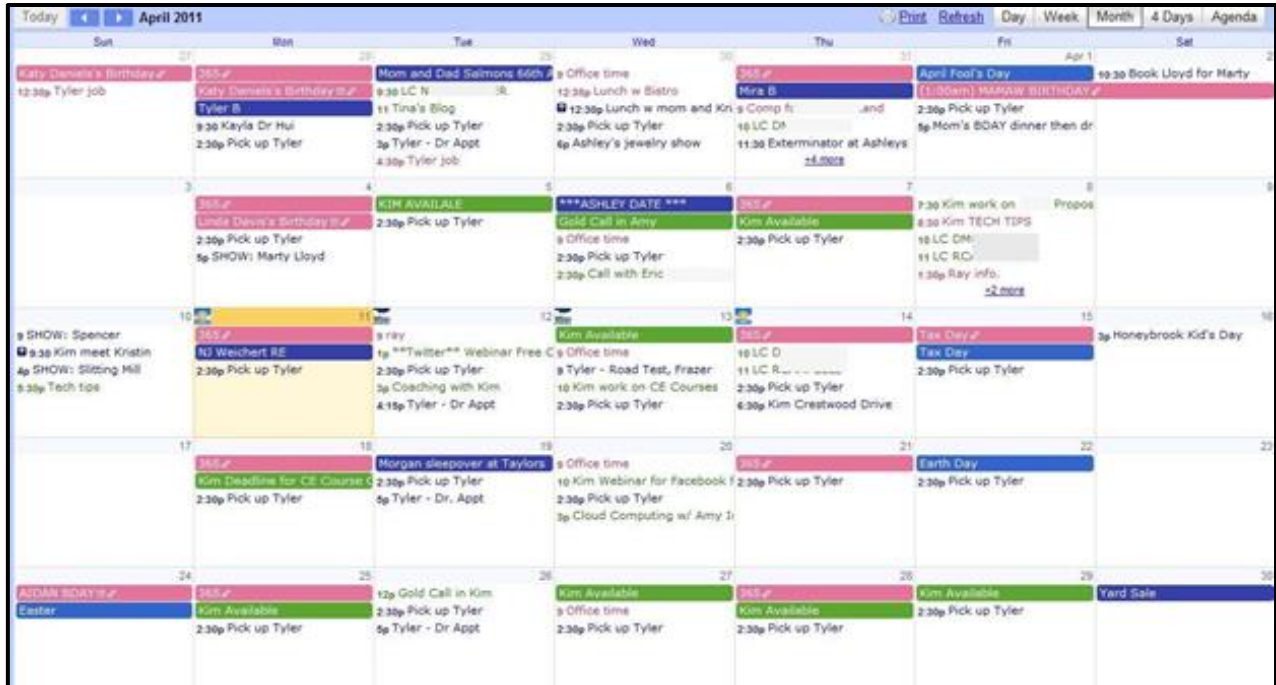 Today April 2011 Print Refresh Day Week Month 4 Days Agenda
Sun Mon Tue Wed Thu Fri Sat
27 28 29 30 31 Apr 1 2
Katy Daniels's Birthday
12:30p Tyler job
365
Katy Daniels's Birthday !!!
Tyler B
9:30 Kayla Dr Hui
2:30p Pick up Tyler
Mom and Dad Salmons 66th A
9:30 LC N
11 Tina's Blog
2:30p Pick up Tyler
3p Tyler - Dr Appt
4:30p Tyler job
9 Office time
12:30p Lunch w Bistro
12:30p Lunch w mom and Kri
2:30p Pick up Tyler
6p Ashley's jewelry show
365
Mira B
9 Comp fo and
10 LC DM
11:30 Exterminator at Ashleys
+4 more
April Fool's Day
(1:00am) MAMAW BIRTHDAY
2:30p Pick up Tyler
5p Mom's BDAY dinner then dr
10:30 Book Lloyd for Marty
3 4 5 6 7 8 9
365
Linda Davis's Birthday !!!
2:30p Pick up Tyler
5p SHOW: Marty Lloyd
KIM AVAILALE
2:30p Pick up Tyler
***ASHLEY DATE ***
Gold Call in Amy
9 Office time
2:30p Pick up Tyler
2:30p Call with Eric
365
Kim Available
2:30p Pick up Tyler
7:30 Kim work on Propos
8:30 Kim TECH TIPS
10 LC DM
11 LC RC
1:30p Ray info.
+2 more
10 11 12 13 14 15 16
9 SHOW: Spencer
9:30 Kim meet Kristin
4p SHOW: Slitting Mill
5:30p Tech tips
365
NJ Weichert RE
2:30p Pick up Tyler
9 ray
1p **Twitter** Webinar Free C
2:30p Pick up Tyler
3p Coaching with Kim
4:15p Tyler - Dr Appt
Kim Available
9 Office time
9 Tyler - Road Test, Frazer
10 Kim work on CE Courses
2:30p Pick up Tyler
365
10 LC D
11 LC R
2:30p Pick up Tyler
6:30p Kim Crestwood Drive
Tax Day
Tax Day
2:30p Pick up Tyler
3p Honeybrook Kid's Day
17 18 19 20 21 22 23
365
Kim Deadline for CE Course
2:30p Pick up Tyler
Morgan sleepover at Taylors
2:30p Pick up Tyler
5p Tyler - Dr. Appt
9 Office time
10 Kim Webinar for Facebook f
2:30p Pick up Tyler
3p Cloud Computing w/ Amy Ir
365
2:30p Pick up Tyler
Earth Day
2:30p Pick up Tyler
24 25 26 27 28 29 30
AIDAN BDAY !!!
Easter
365
Kim Available
2:30p Pick up Tyler
12p Gold Call in Kim
2:30p Pick up Tyler
5p Tyler - Dr Appt
Kim Available
9 Office time
2:30p Pick up Tyler
365
Kim Available
2:30p Pick up Tyler
Kim Available
2:30p Pick up Tyler
Yard Sale